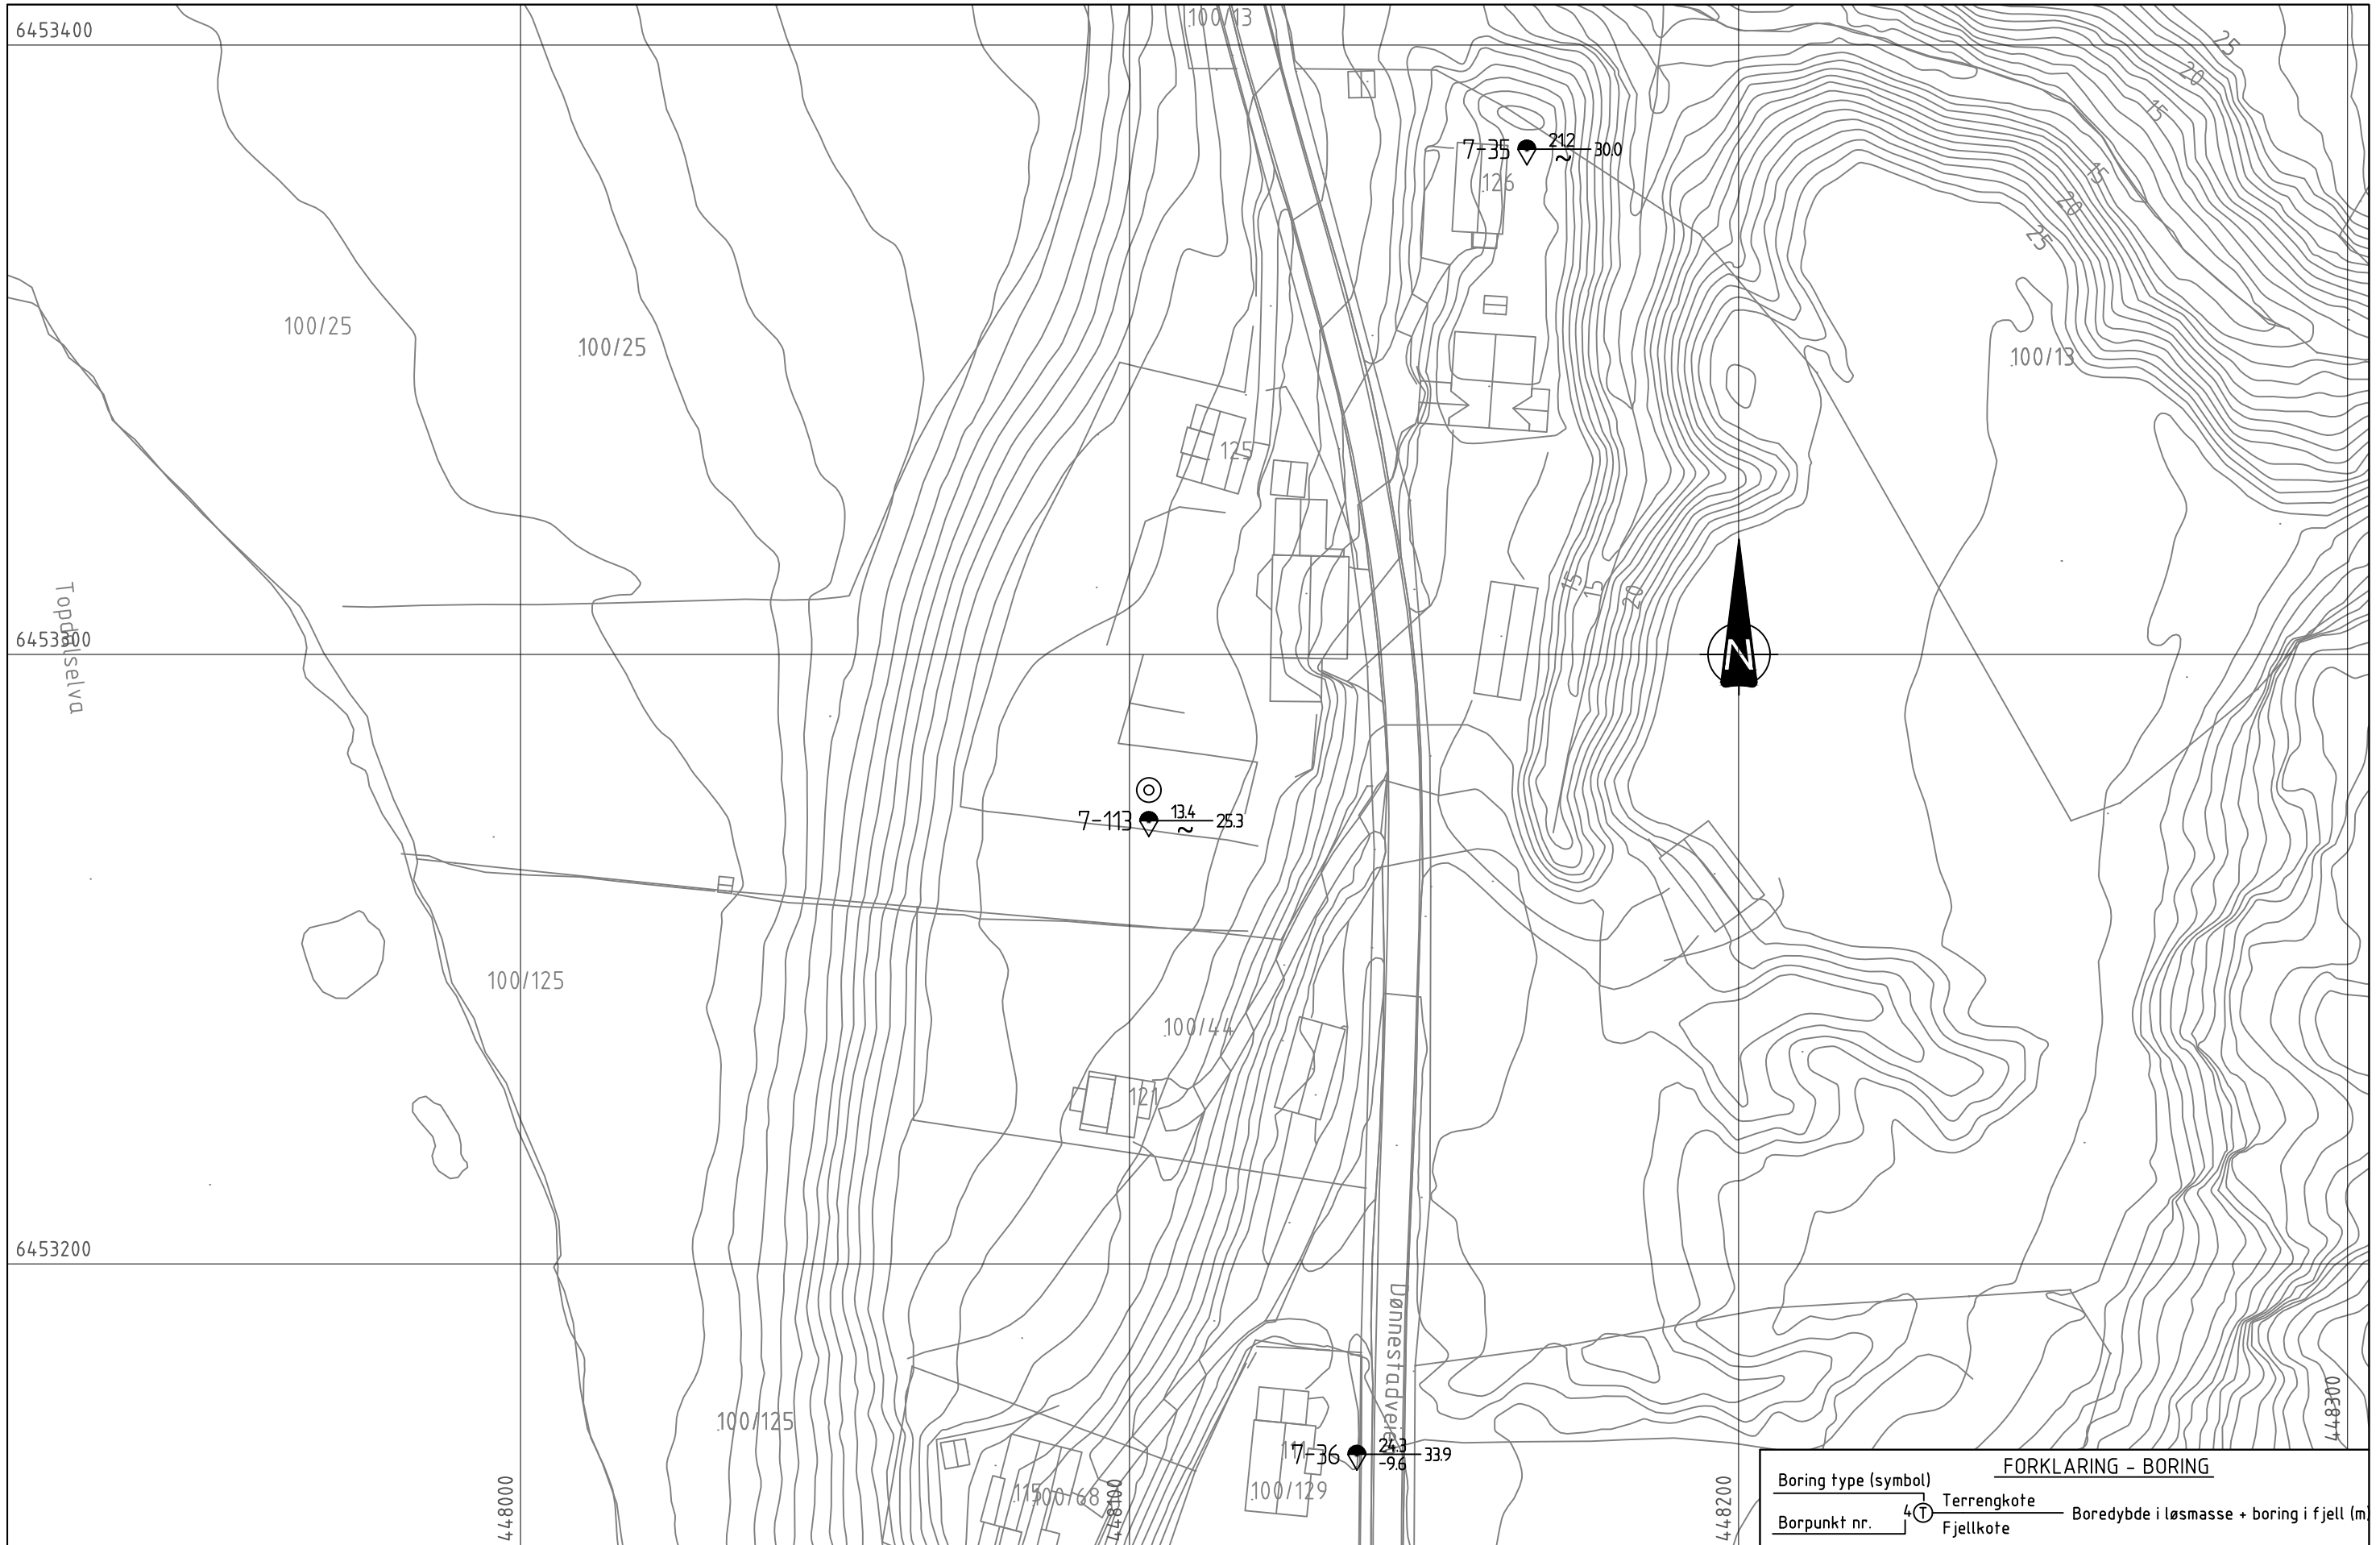 100/13
6453400
25
20
15
7-35 21.2 ~ 30.0
126
15
20
25
100/25
100/25
100/13
125
15
15
20
Topdalselva
6453300
N
7-113 13.4 ~ 25.3
100/125
100/44
121
6453200
Dønnestadveien
448300
100/125
111
7-36 24.3 -9.6 33.9
115
100/68
100/129
448000
448100
448200
FORKLARING - BORING
Boring type (symbol)
Terrengkote
4 T
Boredybde i løsmasse + boring i fjell (m)
Borpunkt nr.
Fjellkote